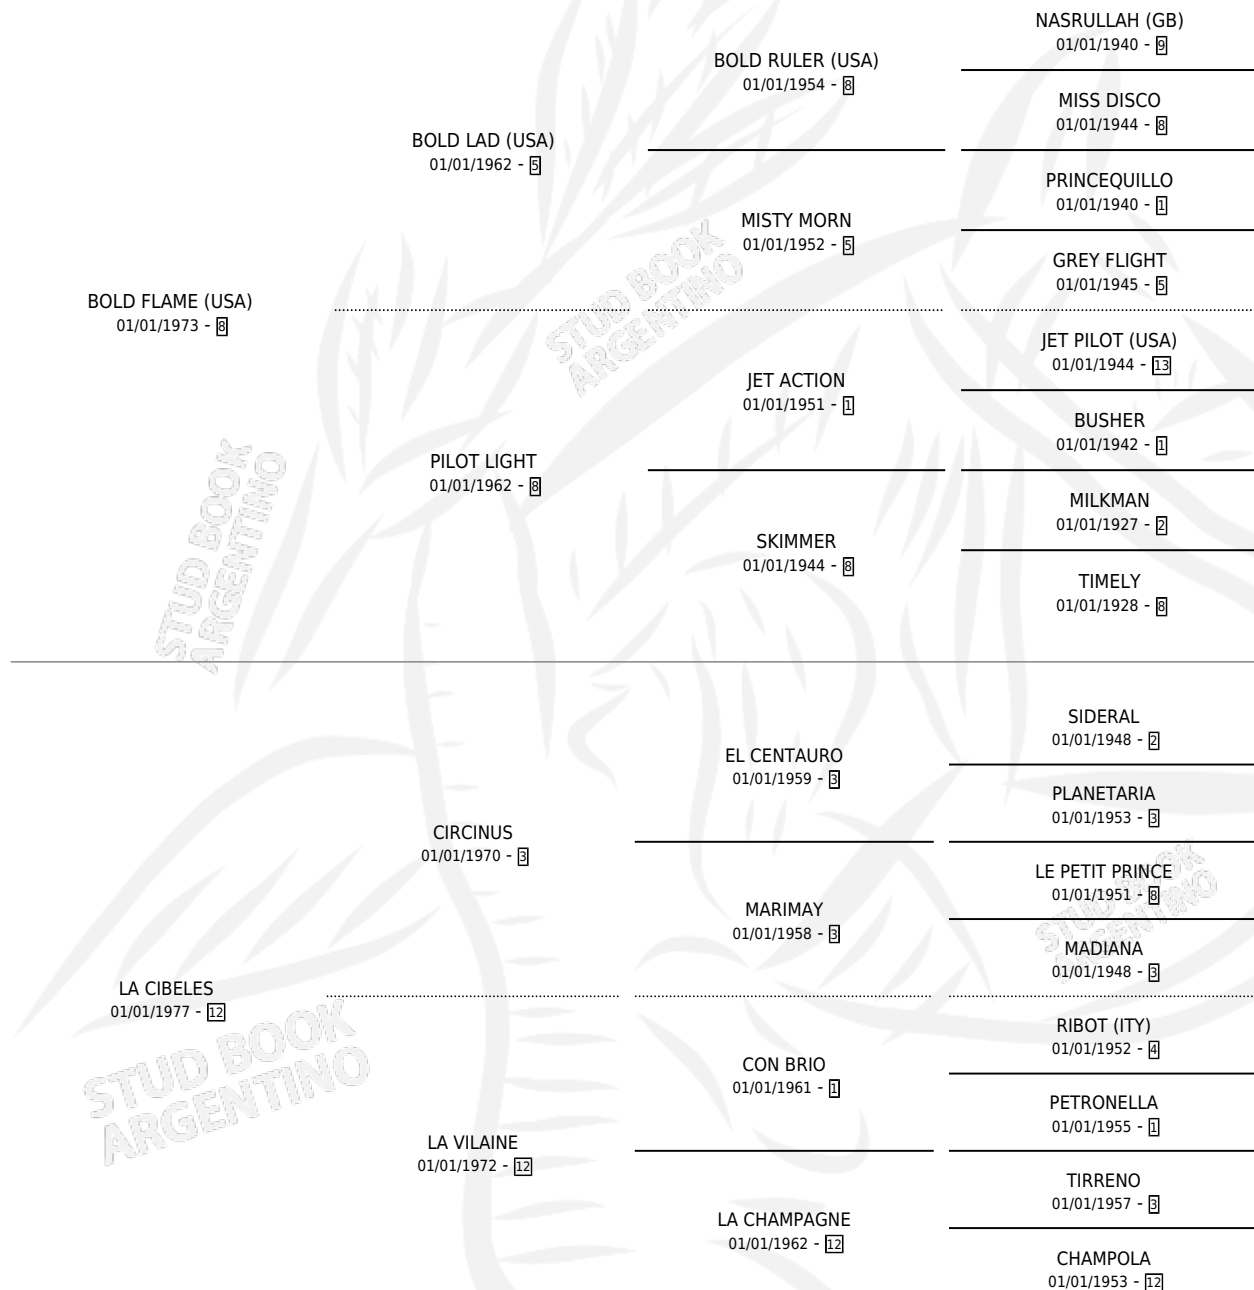 NASRULLAH (GB)
01/01/1940 - 9
BOLD RULER (USA)
01/01/1954 - 8
MISS DISCO
01/01/1944 - 8
BOLD LAD (USA)
01/01/1962 - 5
PRINCEQUILLO
01/01/1940 - 1
MISTY MORN
01/01/1952 - 5
GREY FLIGHT
01/01/1945 - 5
BOLD FLAME (USA)
01/01/1973 - 8
JET PILOT (USA)
01/01/1944 - 13
JET ACTION
01/01/1951 - 1
BUSHER
01/01/1942 - 1
PILOT LIGHT
01/01/1962 - 8
MILKMAN
01/01/1927 - 2
SKIMMER
01/01/1944 - 8
TIMELY
01/01/1928 - 8
SIDERAL
01/01/1948 - 2
EL CENTAURO
01/01/1959 - 3
PLANETARIA
01/01/1953 - 3
CIRCINUS
01/01/1970 - 3
LE PETIT PRINCE
01/01/1951 - 8
MARIMAY
01/01/1958 - 3
MADIANA
01/01/1948 - 3
LA CIBELES
01/01/1977 - 12
RIBOT (ITY)
01/01/1952 - 4
CON BRIO
01/01/1961 - 1
PETRONELLA
01/01/1955 - 1
LA VILAINE
01/01/1972 - 12
TIRRENO
01/01/1957 - 3
LA CHAMPAGNE
01/01/1962 - 12
CHAMPOLA
01/01/1953 - 12
STUD BOOK
ARGENTINO
STUD BOOK
ARGENTINO
STUD BOOK
ARGENTINO
STUD BOOK
ARGENTINO